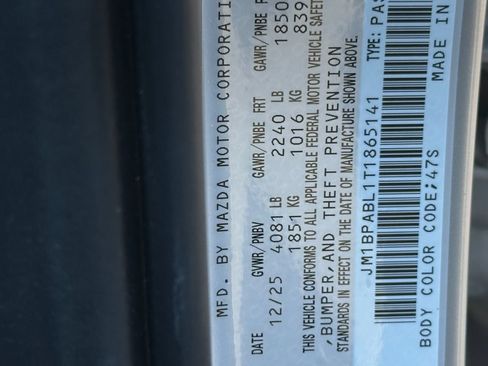 MFD. BY MAZDA MOTOR CORPORATI
DATE GVWR/PNBV GAWR/PNBE FRT GAWR/PNBE R
12/25 4081 LB 2240 LB 1850
1851 KG 1016 KG 839
THIS VEHICLE CONFORMS TO ALL APPLICABLE FEDERAL MOTOR VEHICLE SAFET
,BUMPER,AND THEFT PREVENTION
STANDARDS IN EFFECT ON THE DATE OF MANUFACTURE SHOWN ABOVE.
JM1BPABL1T1865141 TYPE: PAS
BODY COLOR CODE:47S MADE IN